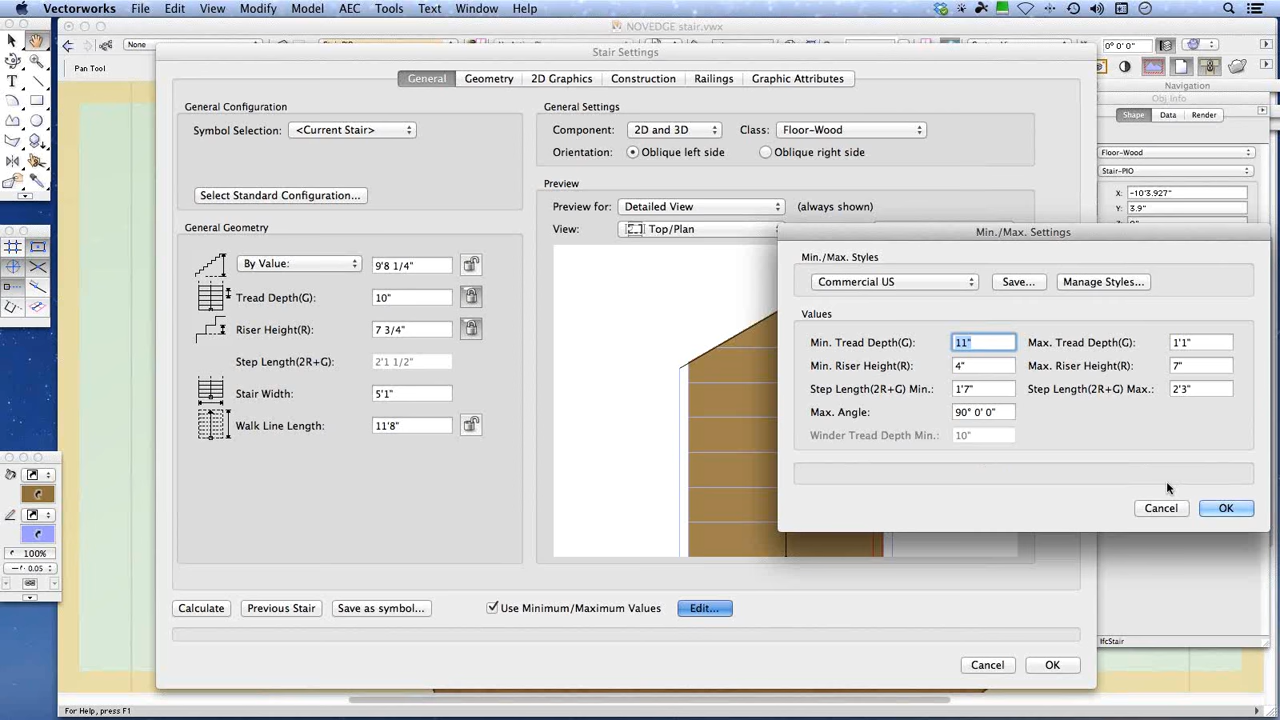 Vectorworks File Edit View Modify Model AEC Tools Text Window Help
NOVEDGE stair.vwx
None
0° 0' 0"
Pan Tool
Stair Settings
General Geometry 2D Graphics Construction Railings Graphic Attributes
General Configuration
Symbol Selection: <Current Stair>
Select Standard Configuration...
General Settings
Component: 2D and 3D Class: Floor-Wood
Orientation: Oblique left side Oblique right side
Preview
Preview for: Detailed View (always shown)
View: Top/Plan
General Geometry
By Value: 9'8 1/4"
Tread Depth(G): 10"
Riser Height(R): 7 3/4"
Step Length(2R+G) 2'1 1/2"
Stair Width: 5'1"
Walk Line Length: 11'8"
Calculate Previous Stair Save as symbol... Use Minimum/Maximum Values Edit...
Cancel OK
Navigation
Obj Info
Shape Data Render
Floor-Wood
Stair-PIO
X: -10'3.927"
Y: 3.9"
Min./Max. Settings
Min./Max. Styles
Commercial US Save... Manage Styles...
Values
Min. Tread Depth(G): 11" Max. Tread Depth(G): 1'1"
Min. Riser Height(R): 4" Max. Riser Height(R): 7"
Step Length(2R+G) Min.: 1'7" Step Length(2R+G) Max.: 2'3"
Max. Angle: 90° 0' 0"
Winder Tread Depth Min.: 10"
Cancel OK
100%
0.05
IfcStair
For Help, press F1